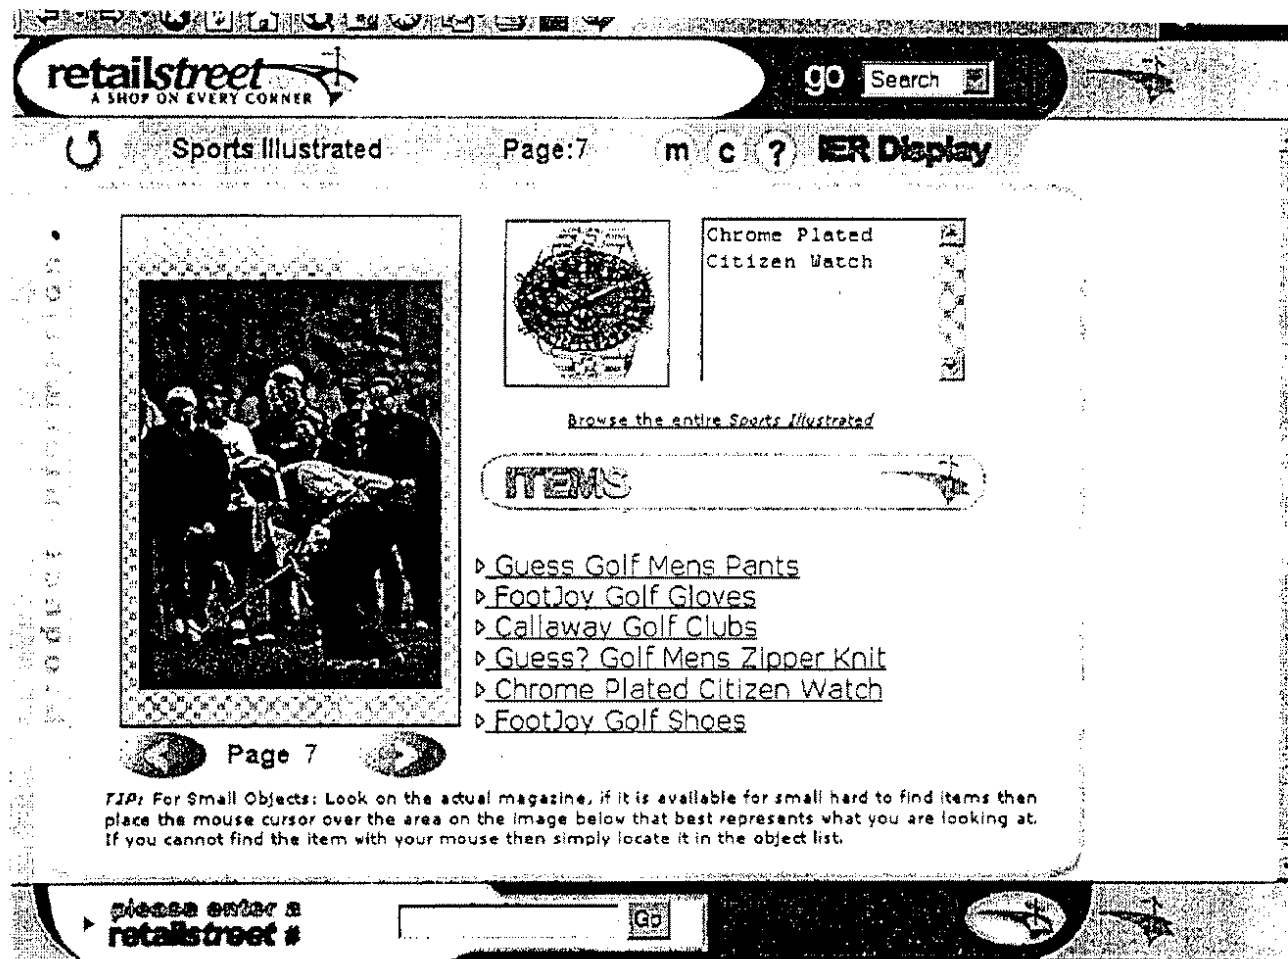 retailstreet
A SHOP ON EVERY CORNER
go Search
Sports Illustrated Page:7 m c ? IER Display
Chrome Plated
Citizen Watch
Browse the entire Sports Illustrated
ITEMS
Product Information
Guess Golf Mens Pants
FootJoy Golf Gloves
Callaway Golf Clubs
Guess? Golf Mens Zipper Knit
Chrome Plated Citizen Watch
FootJoy Golf Shoes
Page 7
TIP: For Small Objects: Look on the actual magazine, if it is available for small hard to find items then
place the mouse cursor over the area on the image below that best represents what you are looking at.
If you cannot find the item with your mouse then simply locate it in the object list.
please enter a
retailstreet #
Go